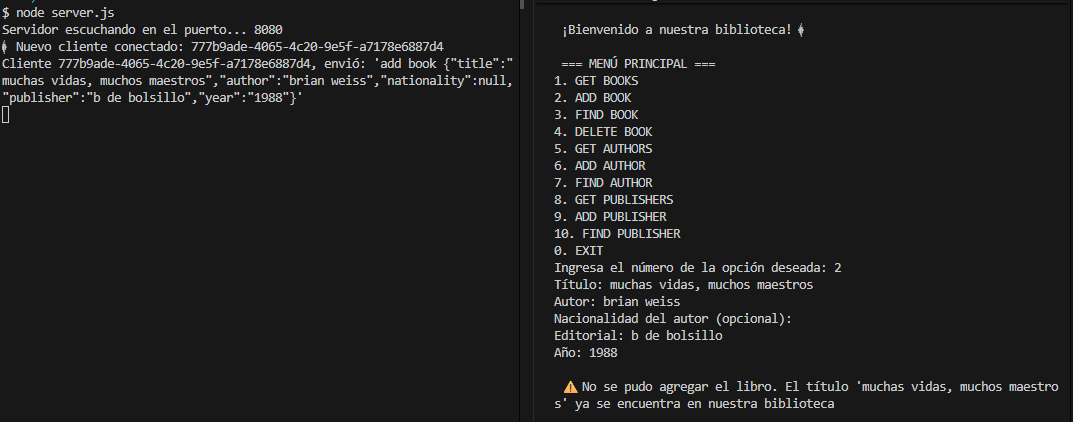 $ node server.js
Servidor escuchando en el puerto... 8080
Nuevo cliente conectado: 777b9ade-4065-4c20-9e5f-a7178e6887d4
Cliente 777b9ade-4065-4c20-9e5f-a7178e6887d4, envió: 'add book {"title":"
muchas vidas, muchos maestros","author":"brian weiss","nationality":null,
"publisher":"b de bolsillo","year":"1988"}'
¡Bienvenido a nuestra biblioteca!
=== MENÚ PRINCIPAL ===
1. GET BOOKS
2. ADD BOOK
3. FIND BOOK
4. DELETE BOOK
5. GET AUTHORS
6. ADD AUTHOR
7. FIND AUTHOR
8. GET PUBLISHERS
9. ADD PUBLISHER
10. FIND PUBLISHER
0. EXIT
Ingresa el número de la opción deseada: 2
Título: muchas vidas, muchos maestros
Autor: brian weiss
Nacionalidad del autor (opcional):
Editorial: b de bolsillo
Año: 1988
⚠️ No se pudo agregar el libro. El título 'muchas vidas, muchos maestro
s' ya se encuentra en nuestra biblioteca